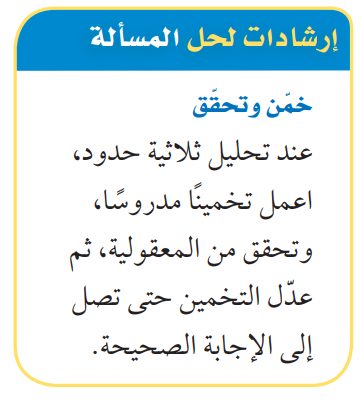 إرشادات لحل المسألة
خمّن وتحقّق
عند تحليل ثلاثية حدود،
اعمل تخمينًا مدروسًا،
وتحقق من المعقولية، ثم
عدّل التخمين حتى تصل
إلى الإجابة الصحيحة.